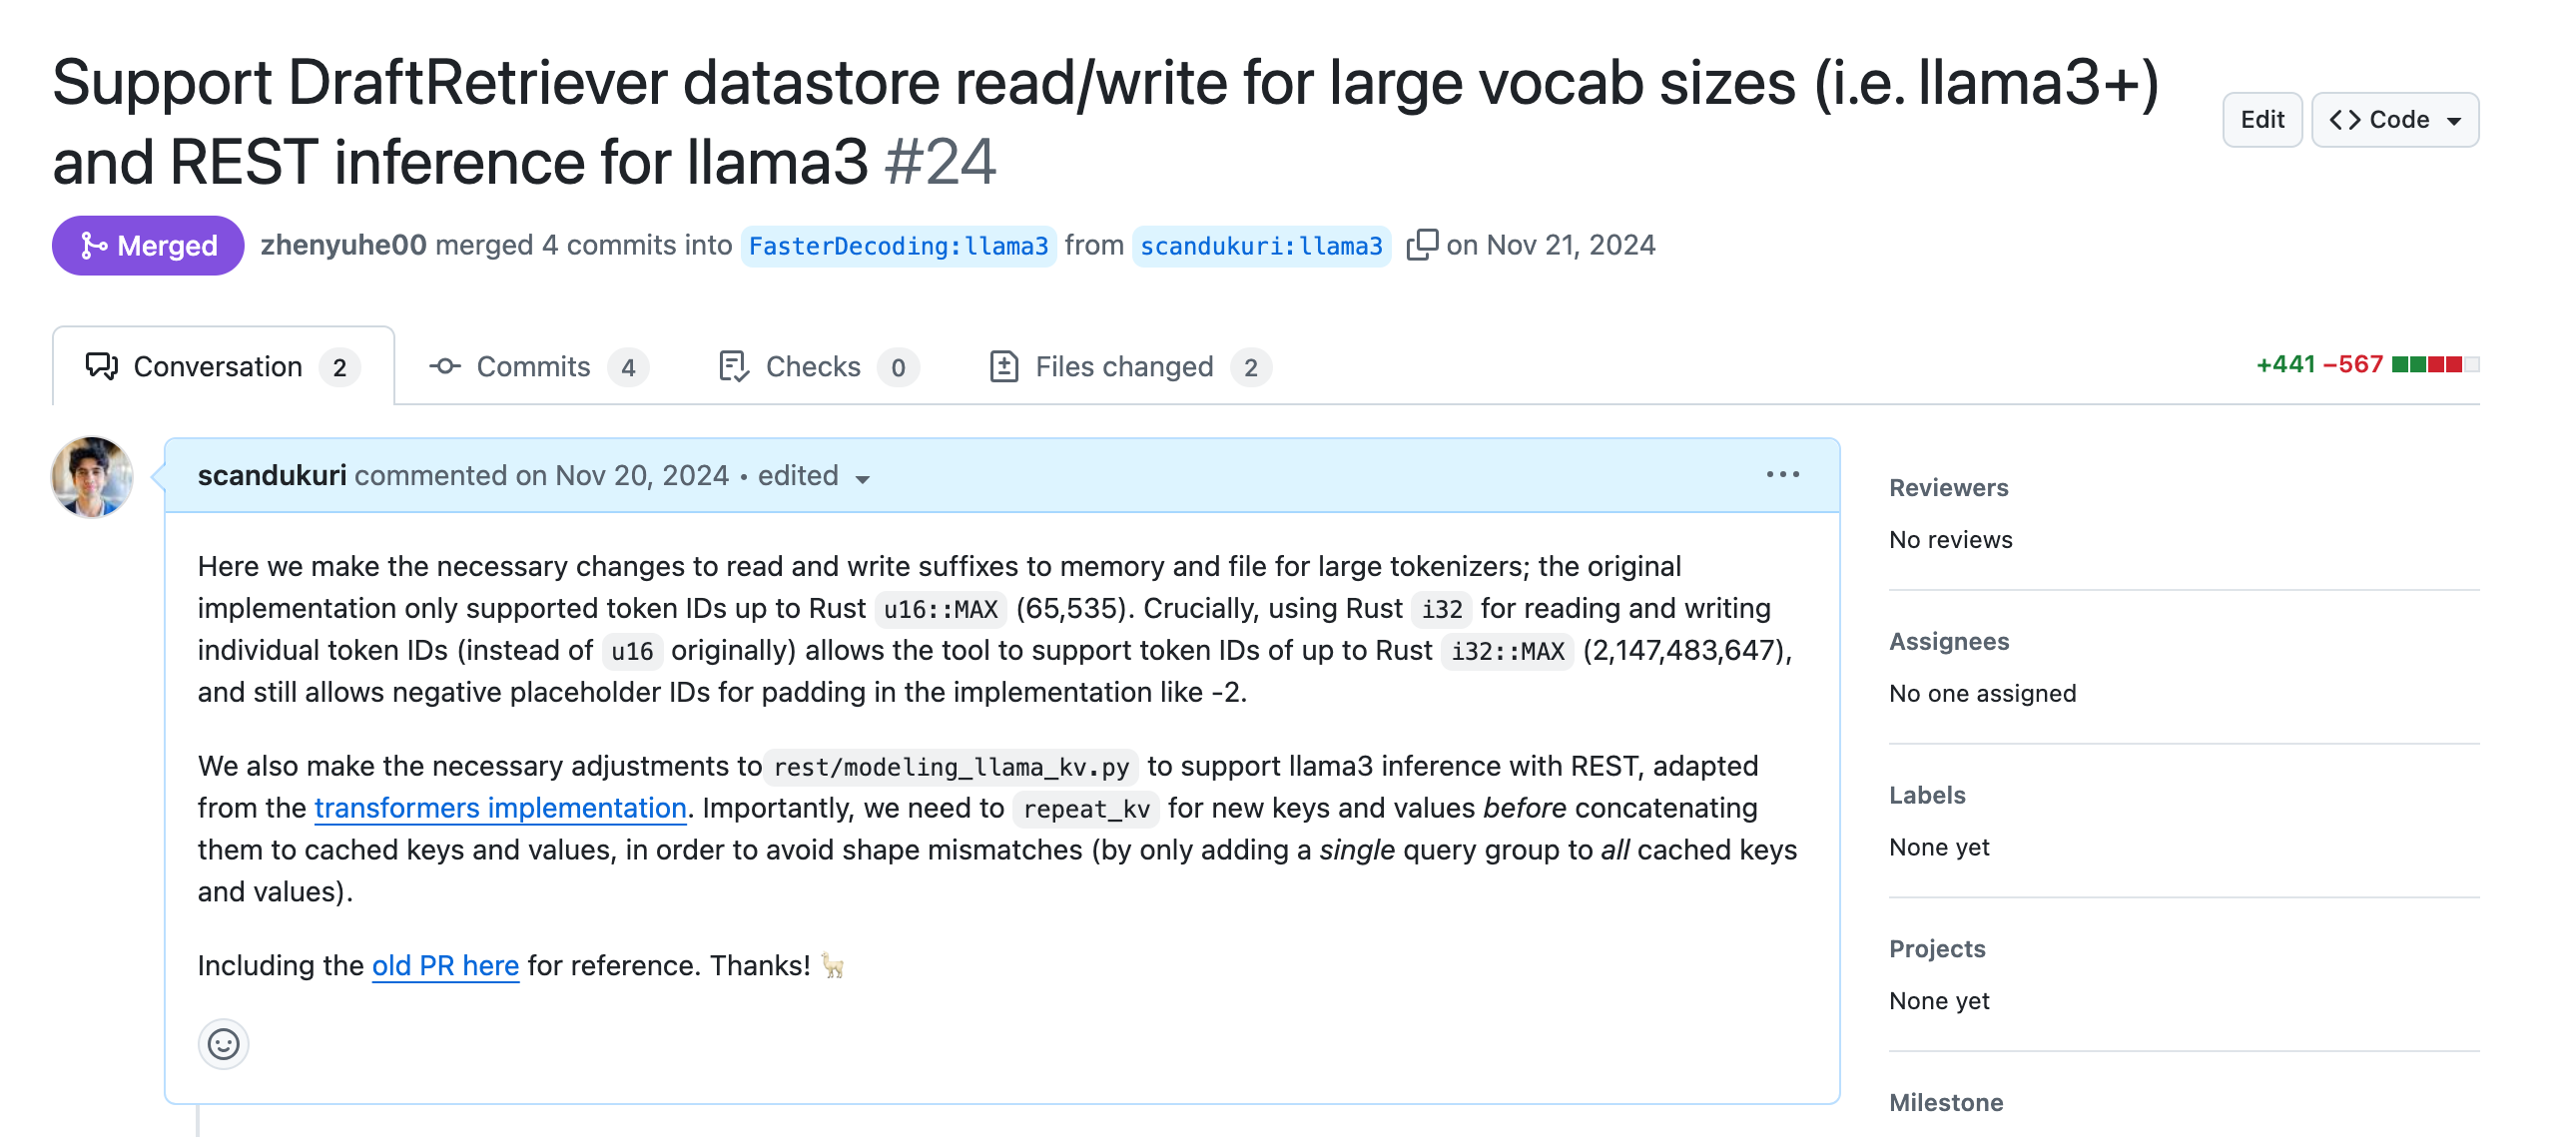 Support DraftRetriever datastore read/write for large vocab sizes (i.e. llama3+)
and REST inference for llama3 #24
Edit
Code
Merged
zhenyuhe00 merged 4 commits into FasterDecoding:llama3 from scandukuri:llama3 on Nov 21, 2024
Conversation 2
Commits 4
Checks 0
Files changed 2
+441 −567
scandukuri commented on Nov 20, 2024 • edited
Here we make the necessary changes to read and write suffixes to memory and file for large tokenizers; the original
implementation only supported token IDs up to Rust u16::MAX (65,535). Crucially, using Rust i32 for reading and writing
individual token IDs (instead of u16 originally) allows the tool to support token IDs of up to Rust i32::MAX (2,147,483,647),
and still allows negative placeholder IDs for padding in the implementation like -2.
We also make the necessary adjustments to rest/modeling_llama_kv.py to support llama3 inference with REST, adapted
from the transformers implementation. Importantly, we need to repeat_kv for new keys and values before concatenating
them to cached keys and values, in order to avoid shape mismatches (by only adding a single query group to all cached keys
and values).
Including the old PR here for reference. Thanks! 🦙
Reviewers
No reviews
Assignees
No one assigned
Labels
None yet
Projects
None yet
Milestone